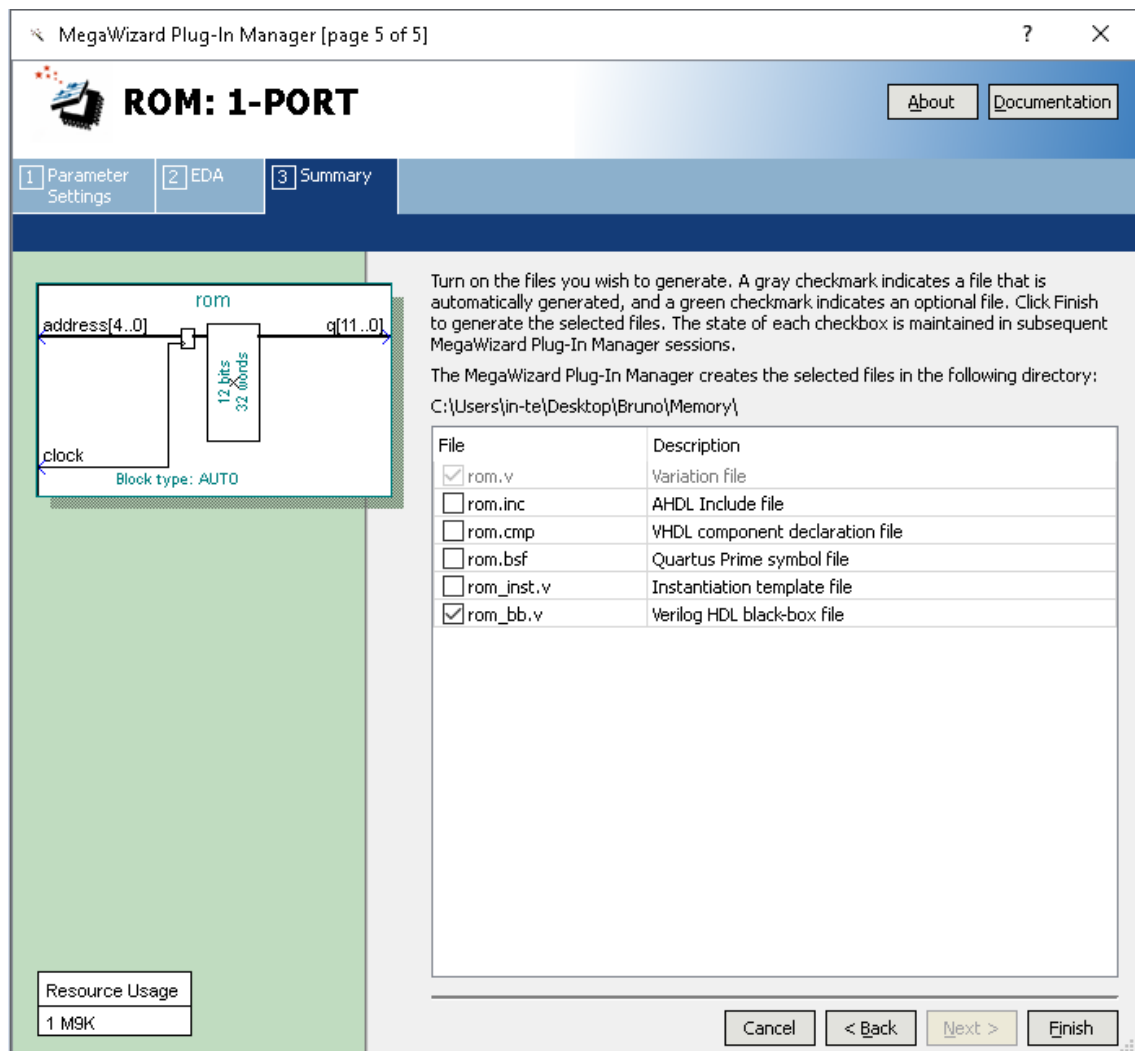 MegaWizard Plug-In Manager [page 5 of 5]
?
ROM: 1-PORT
About
Documentation
1 Parameter Settings
2 EDA
3 Summary
rom
address[4..0]
q[11..0]
12 bits
32 words
clock
Block type: AUTO
Turn on the files you wish to generate. A gray checkmark indicates a file that is
automatically generated, and a green checkmark indicates an optional file. Click Finish
to generate the selected files. The state of each checkbox is maintained in subsequent
MegaWizard Plug-In Manager sessions.
The MegaWizard Plug-In Manager creates the selected files in the following directory:
C:\Users\in-te\Desktop\Bruno\Memory\
File Description
rom.v Variation file
rom.inc AHDL Include file
rom.cmp VHDL component declaration file
rom.bsf Quartus Prime symbol file
rom_inst.v Instantiation template file
rom_bb.v Verilog HDL black-box file
Resource Usage
1 M9K
Cancel
< Back
Next >
Finish